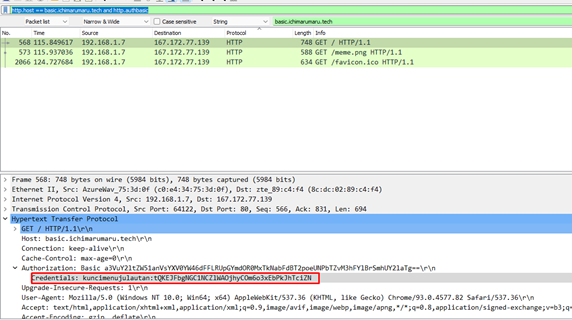 http.host == basic.ichimarumaru.tech and http.authbasic
Packet list Narrow & Wide Case sensitive String basic.ichimarumaru.tech
No. Time Source Destination Protocol Length Info
568 115.849617 192.168.1.7 167.172.77.139 HTTP 748 GET / HTTP/1.1
573 115.937036 192.168.1.7 167.172.77.139 HTTP 588 GET /meme.png HTTP/1.1
2066 124.727684 192.168.1.7 167.172.77.139 HTTP 634 GET /favicon.ico HTTP/1.1
Frame 568: 748 bytes on wire (5984 bits), 748 bytes captured (5984 bits)
Ethernet II, Src: AzureWav_75:3d:0f (c0:e4:34:75:3d:0f), Dst: zte_89:c4:f4 (8c:dc:02:89:c4:f4)
Internet Protocol Version 4, Src: 192.168.1.7, Dst: 167.172.77.139
Transmission Control Protocol, Src Port: 64122, Dst Port: 80, Seq: 566, Ack: 831, Len: 694
Hypertext Transfer Protocol
GET / HTTP/1.1\r\n
Host: basic.ichimarumaru.tech\r\n
Connection: keep-alive\r\n
Cache-Control: max-age=0\r\n
Authorization: Basic
Credentials: kuncimenujulautan:
Upgrade-Insecure-Requests: 1\r\n
User-Agent: Mozilla/5.0 (Windows NT 10.0; Win64; x64) AppleWebKit/537.36 (KHTML, like Gecko) Chrome/93.0.4577.82 Safari/537.36\r\n
Accept: text/html,application/xhtml+xml,application/xml;q=0.9,image/avif,image/webp,image/apng,*/*;q=0.8,application/signed-exchange;v=b3;q=
Accept-Encoding: gzip, deflate\r\n